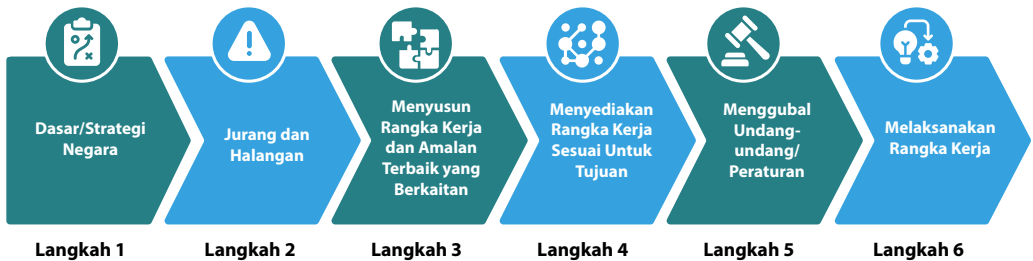 Dasar/Strategi
Negara
Jurang dan
Halangan
Menyusun
Rangka Kerja
dan Amalan
Terbaik yang
Berkaitan
Menyediakan
Rangka Kerja
Sesuai Untuk
Tujuan
Menggubal
Undang-
undang/
Peraturan
Melaksanakan
Rangka Kerja
Langkah 1
Langkah 2
Langkah 3
Langkah 4
Langkah 5
Langkah 6